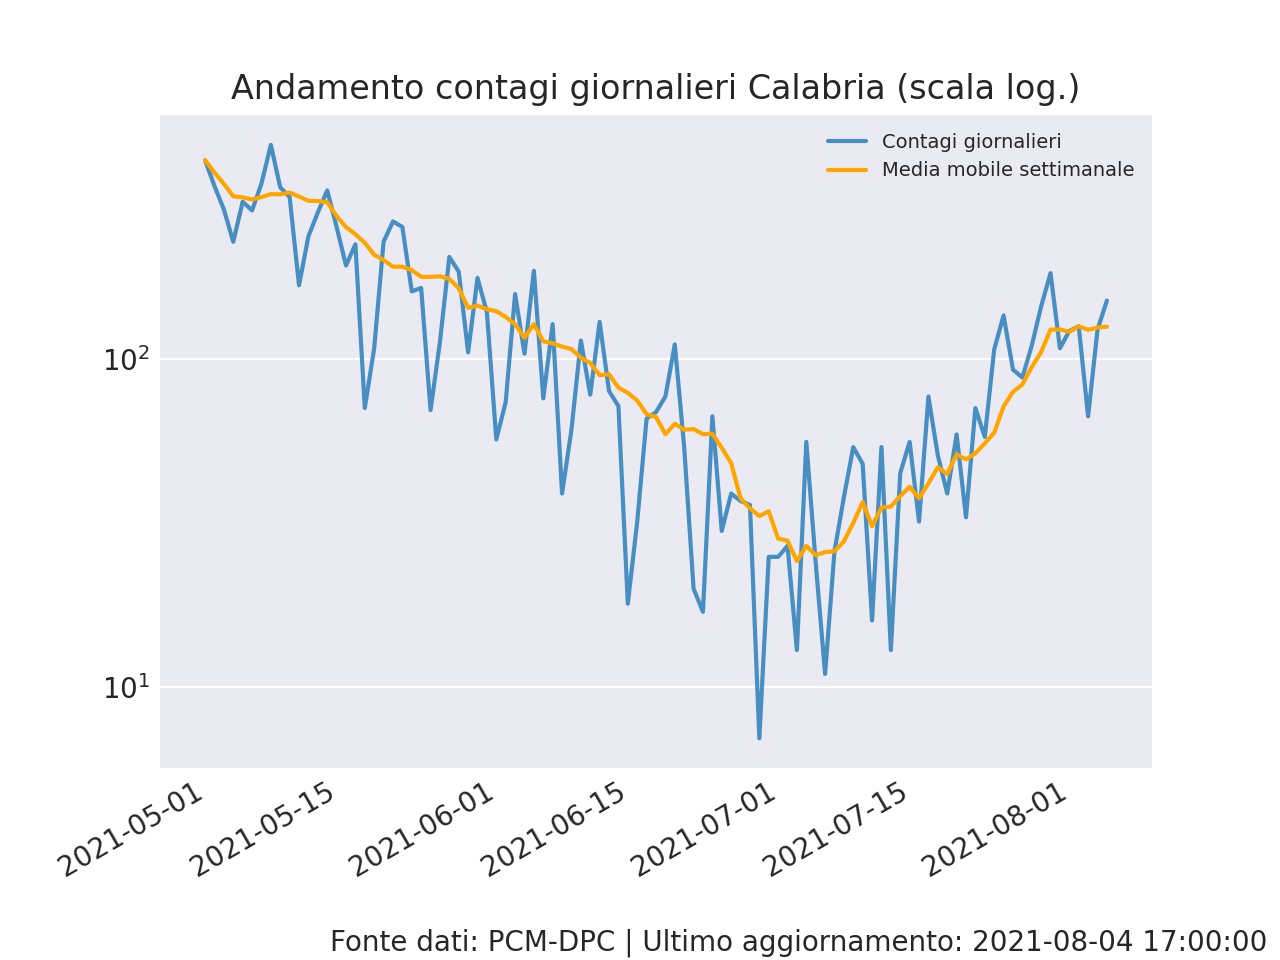 Andamento contagi giornalieri Calabria (scala log.)
Contagi giornalieri
Media mobile settimanale
10²
10¹
2021-05-01
2021-05-15
2021-06-01
2021-06-15
2021-07-01
2021-07-15
2021-08-01
Fonte dati: PCM-DPC | Ultimo aggiornamento: 2021-08-04 17:00:00